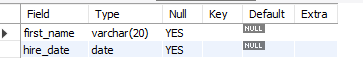 Field Type Null Key Default Extra
first_name varchar(20) YES NULL
hire_date date YES NULL